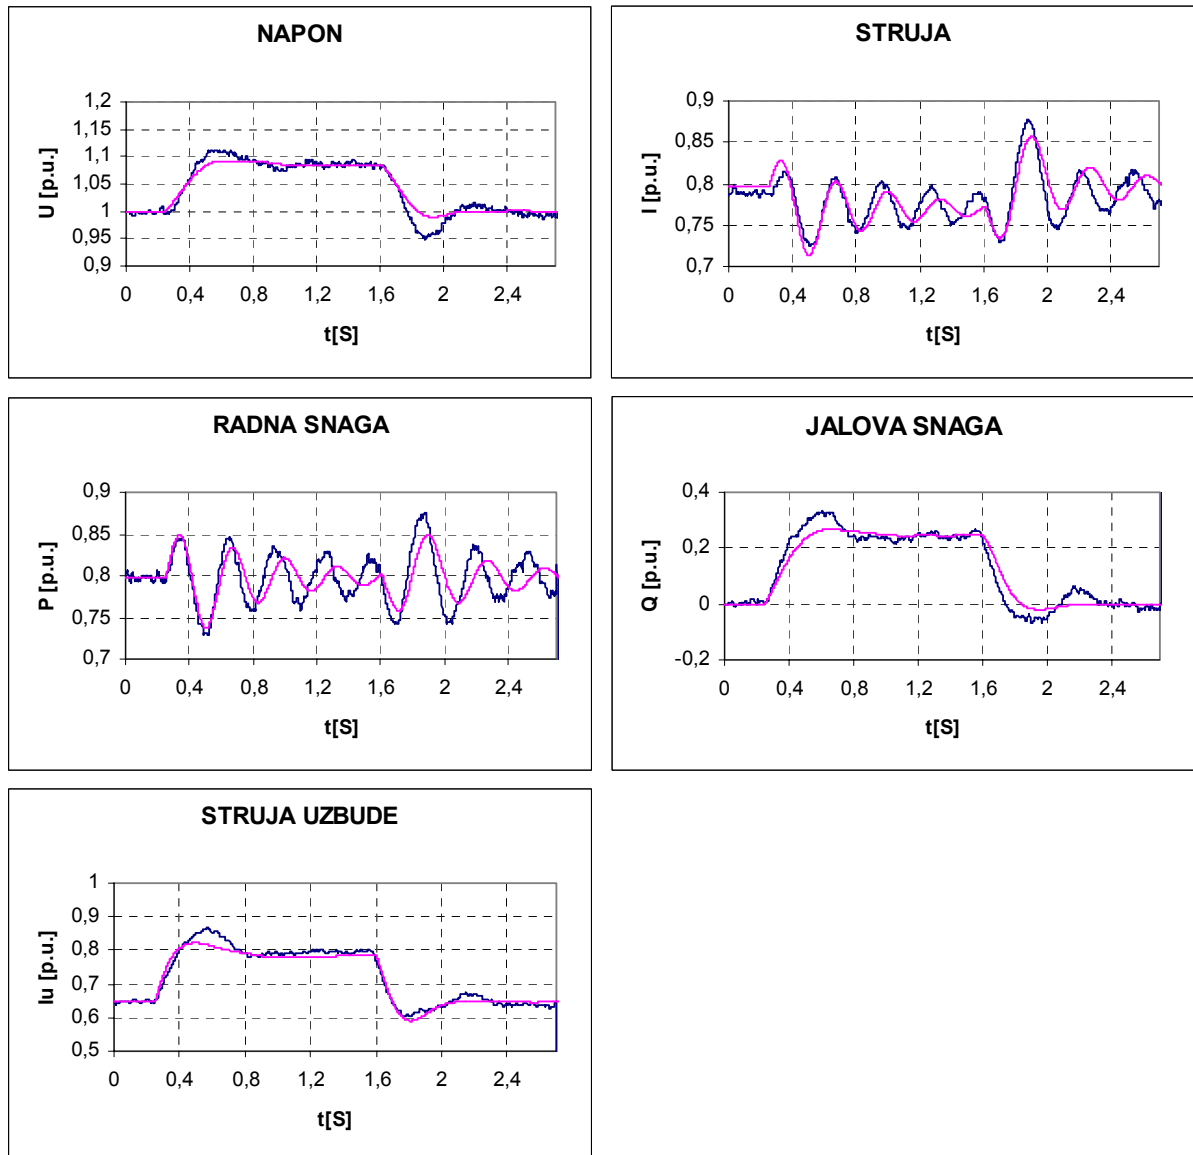 NAPON
U [p.u.]
1,2
1,15
1,1
1,05
1
0,95
0,9
0 0,4 0,8 1,2 1,6 2 2,4
t[S]
STRUJA
I [p.u.]
0,9
0,85
0,8
0,75
0,7
0 0,4 0,8 1,2 1,6 2 2,4
t[S]
RADNA SNAGA
P [p.u.]
0,9
0,85
0,8
0,75
0,7
0 0,4 0,8 1,2 1,6 2 2,4
t[S]
JALOVA SNAGA
Q [p.u.]
0,4
0,2
0
-0,2
0 0,4 0,8 1,2 1,6 2 2,4
t[S]
STRUJA UZBUDE
Iu [p.u.]
1
0,9
0,8
0,7
0,6
0,5
0 0,4 0,8 1,2 1,6 2 2,4
t[S]